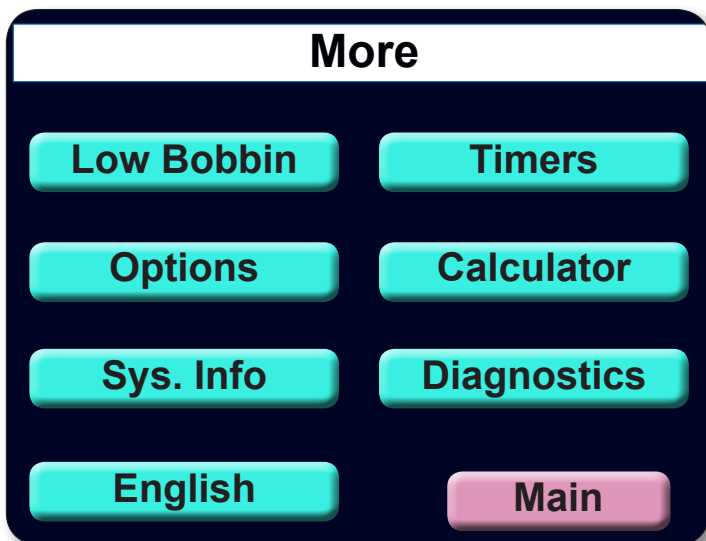 More
Low Bobbin
Timers
Options
Calculator
Sys. Info
Diagnostics
English
Main